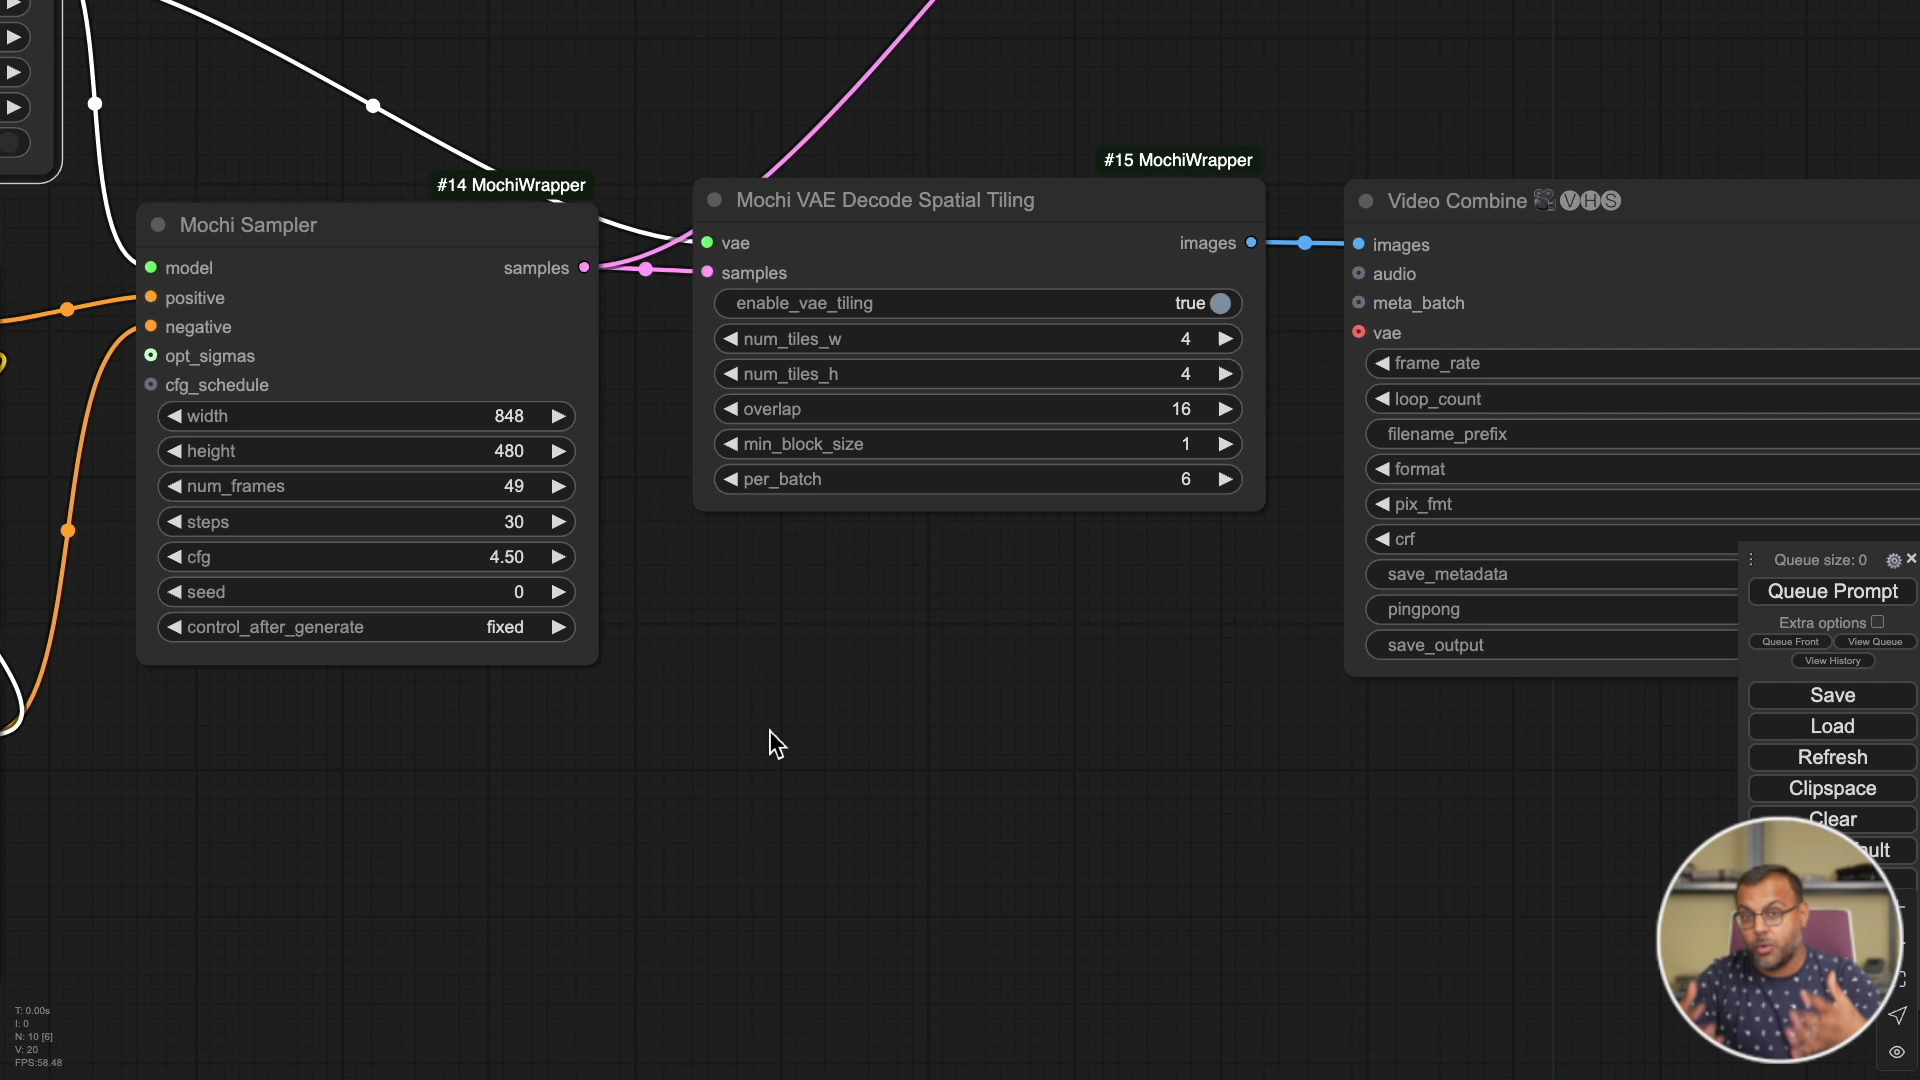 #14 MochiWrapper
Mochi Sampler
model
samples
positive
negative
opt_sigmas
cfg_schedule
width 848
height 480
num_frames 49
steps 30
cfg 4.50
seed 0
control_after_generate fixed
#15 MochiWrapper
Mochi VAE Decode Spatial Tiling
vae
images
samples
enable_vae_tiling true
num_tiles_w 4
num_tiles_h 4
overlap 16
min_block_size 1
per_batch 6
Video Combine 🎥🅥🅗🅢
images
audio
meta_batch
vae
frame_rate
loop_count
filename_prefix
format
pix_fmt
crf
save_metadata
pingpong
save_output
Queue size: 0
Queue Prompt
Extra options
Queue Front View Queue
View History
Save
Load
Refresh
Clipspace
Clear
ault
T: 0.00s
I: 0
N: 10 [6]
V: 20
FPS:58.48